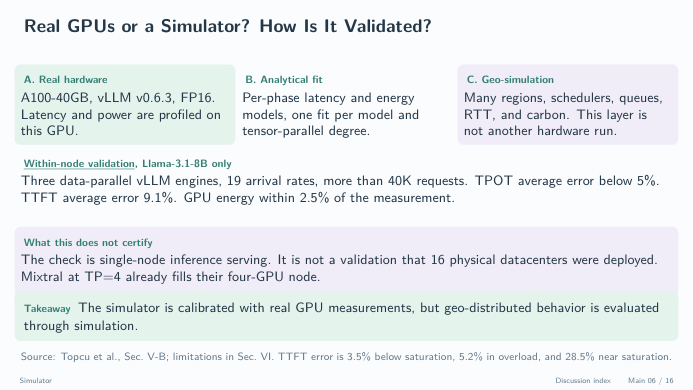 Real GPUs or a Simulator? How Is It Validated?
A. Real hardware
A100-40GB, vLLM v0.6.3, FP16.
Latency and power are profiled on
this GPU.
B. Analytical fit
Per-phase latency and energy
models, one fit per model and
tensor-parallel degree.
C. Geo-simulation
Many regions, schedulers, queues,
RTT, and carbon. This layer is
not another hardware run.
Within-node validation, Llama-3.1-8B only
Three data-parallel vLLM engines, 19 arrival rates, more than 40K requests. TPOT average error below 5%.
TTFT average error 9.1%. GPU energy within 2.5% of the measurement.
What this does not certify
The check is single-node inference serving. It is not a validation that 16 physical datacenters were deployed.
Mixtral at TP=4 already fills their four-GPU node.
Takeaway The simulator is calibrated with real GPU measurements, but geo-distributed behavior is evaluated
through simulation.
Source: Topcu et al., Sec. V-B; limitations in Sec. VI. TTFT error is 3.5% below saturation, 5.2% in overload, and 28.5% near saturation.
Simulator Discussion index Main 06 / 16